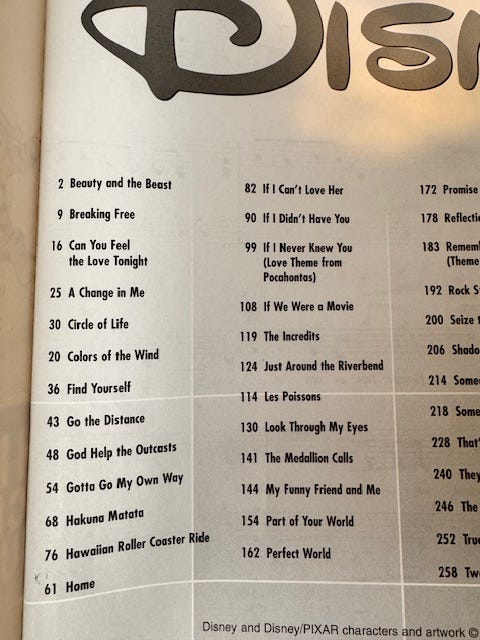 Disn
2 Beauty and the Beast
9 Breaking Free
16 Can You Feel
the Love Tonight
25 A Change in Me
30 Circle of Life
20 Colors of the Wind
36 Find Yourself
43 Go the Distance
48 God Help the Outcasts
54 Gotta Go My Own Way
68 Hakuna Matata
76 Hawaiian Roller Coaster Ride
61 Home
82 If I Can't Love Her
90 If I Didn't Have You
99 If I Never Knew You
(Love Theme from
Pocahontas)
108 If We Were a Movie
119 The Incredits
124 Just Around the Riverbend
114 Les Poissons
130 Look Through My Eyes
141 The Medallion Calls
144 My Funny Friend and Me
154 Part of Your World
162 Perfect World
172 Promise
178 Reflecti
183 Rememb
(Theme
192 Rock S
200 Seize t
206 Shado
214 Some
218 Some
228 That'
240 They
246 The
252 True
258 Two
Disney and Disney/PIXAR characters and artwork ©